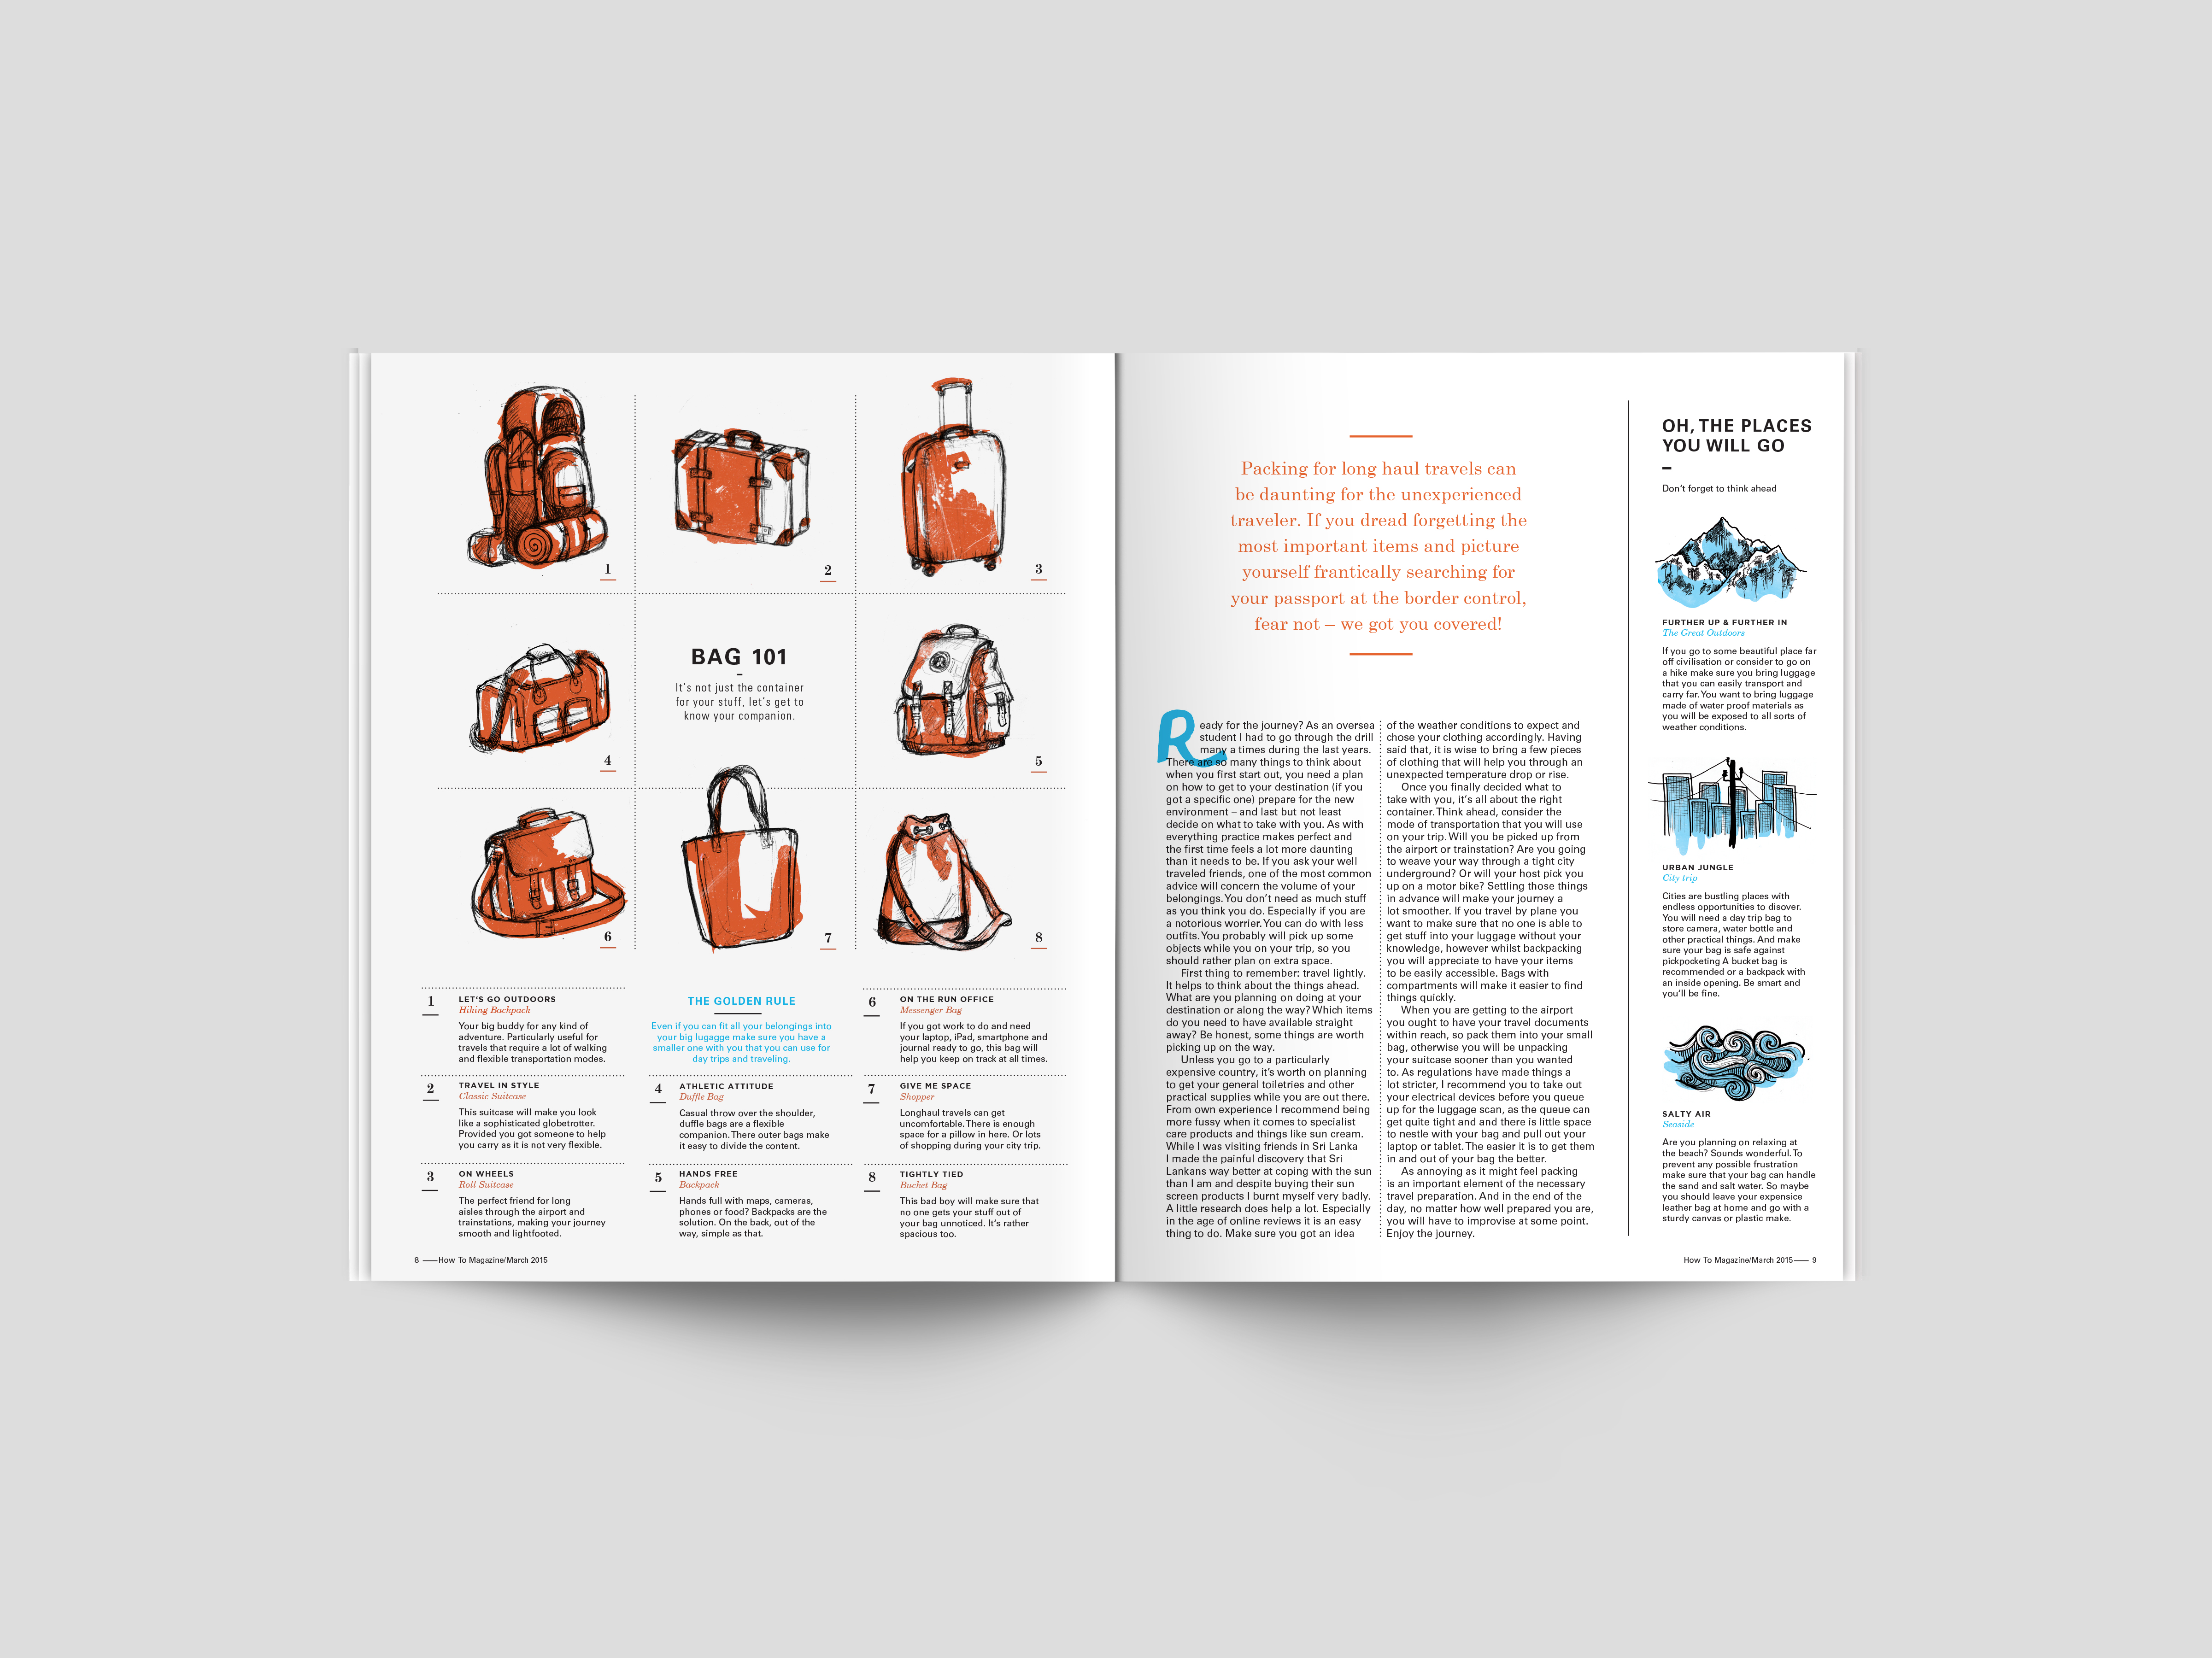 1
2
3
4
BAG 101
It's not just the container
for your stuff, let's get to
know your companion.
5
6
7
8
1
LET'S GO OUTDOORS
Hiking Backpack
Your big buddy for any kind of
adventure. Particularly useful for
travels that require a lot of walking
and flexible transportation modes.
2
TRAVEL IN STYLE
Classic Suitcase
This suitcase will make you look
like a sophisticated globetrotter.
Provided you got someone to help
you carry as it is not very flexible.
3
ON WHEELS
Roll Suitcase
The perfect friend for long
aisles through the airport and
trainstations, making your journey
smooth and lightfooted.
THE GOLDEN RULE
Even if you can fit all your belongings into
your big lugagge make sure you have a
smaller one with you that you can use for
day trips and traveling.
4
ATHLETIC ATTITUDE
Duffle Bag
Casual throw over the shoulder,
duffle bags are a flexible
companion. There outer bags make
it easy to divide the content.
5
HANDS FREE
Backpack
Hands full with maps, cameras,
phones or food? Backpacks are the
solution. On the back, out of the
way, simple as that.
6
ON THE RUN OFFICE
Messenger Bag
If you got work to do and need
your laptop, iPad, smartphone and
journal ready to go, this bag will
help you keep on track at all times.
7
GIVE ME SPACE
Shopper
Longhaul travels can get
uncomfortable. There is enough
space for a pillow in here. Or lots
of shopping during your city trip.
8
TIGHTLY TIED
Bucket Bag
This bad boy will make sure that
no one gets your stuff out of
your bag unnoticed. It's rather
spacious too.
8 — How To Magazine/March 2015
Packing for long haul travels can
be daunting for the unexperienced
traveler. If you dread forgetting the
most important items and picture
yourself frantically searching for
your passport at the border control,
fear not – we got you covered!
Ready for the journey? As an oversea
student I had to go through the drill
many a times during the last years.
There are so many things to think about
when you first start out, you need a plan
on how to get to your destination (if you
got a specific one) prepare for the new
environment – and last but not least
decide on what to take with you. As with
everything practice makes perfect and
the first time feels a lot more daunting
than it needs to be. If you ask your well
traveled friends, one of the most common
advice will concern the volume of your
belongings. You don't need as much stuff
as you think you do. Especially if you are
a notorious worrier. You can do with less
outfits. You probably will pick up some
objects while you on your trip, so you
should rather plan on extra space.
First thing to remember: travel lightly.
It helps to think about the things ahead.
What are you planning on doing at your
destination or along the way? Which items
do you need to have available straight
away? Be honest, some things are worth
picking up on the way.
Unless you go to a particularly
expensive country, it's worth on planning
to get your general toiletries and other
practical supplies while you are out there.
From own experience I recommend being
more fussy when it comes to specialist
care products and things like sun cream.
While I was visiting friends in Sri Lanka
I made the painful discovery that Sri
Lankans way better at coping with the sun
than I am and despite buying their sun
screen products I burnt myself very badly.
A little research does help a lot. Especially
in the age of online reviews it is an easy
thing to do. Make sure you got an idea
of the weather conditions to expect and
chose your clothing accordingly. Having
said that, it is wise to bring a few pieces
of clothing that will help you through an
unexpected temperature drop or rise.
Once you finally decided what to
take with you, it's all about the right
container. Think ahead, consider the
mode of transportation that you will use
on your trip. Will you be picked up from
the airport or trainstation? Are you going
to weave your way through a tight city
underground? Or will your host pick you
up on a motor bike? Settling those things
in advance will make your journey a
lot smoother. If you travel by plane you
want to make sure that no one is able to
get stuff into your luggage without your
knowledge, however whilst backpacking
you will appreciate to have your items
to be easily accessible. Bags with
compartments will make it easier to find
things quickly.
When you are getting to the airport
you ought to have your travel documents
within reach, so pack them into your small
bag, otherwise you will be unpacking
your suitcase sooner than you wanted
to. As regulations have made things a
lot stricter, I recommend you to take out
your electrical devices before you queue
up for the luggage scan, as the queue can
get quite tight and and there is little space
to nestle with your bag and pull out your
laptop or tablet. The easier it is to get them
in and out of your bag the better.
As annoying as it might feel packing
is an important element of the necessary
travel preparation. And in the end of the
day, no matter how well prepared you are,
you will have to improvise at some point.
Enjoy the journey.
OH, THE PLACES
YOU WILL GO
Don't forget to think ahead
FURTHER UP & FURTHER IN
The Great Outdoors
If you go to some beautiful place far
off civilisation or consider to go on
a hike make sure you bring luggage
that you can easily transport and
carry far. You want to bring luggage
made of water proof materials as
you will be exposed to all sorts of
weather conditions.
URBAN JUNGLE
City trip
Cities are bustling places with
endless opportunities to disover.
You will need a day trip bag to
store camera, water bottle and
other practical things. And make
sure your bag is safe against
pickpocketing A bucket bag is
recommended or a backpack with
an inside opening. Be smart and
you'll be fine.
SALTY AIR
Seaside
Are you planning on relaxing at
the beach? Sounds wonderful. To
prevent any possible frustration
make sure that your bag can handle
the sand and salt water. So maybe
you should leave your expensice
leather bag at home and go with a
sturdy canvas or plastic make.
How To Magazine/March 2015 — 9